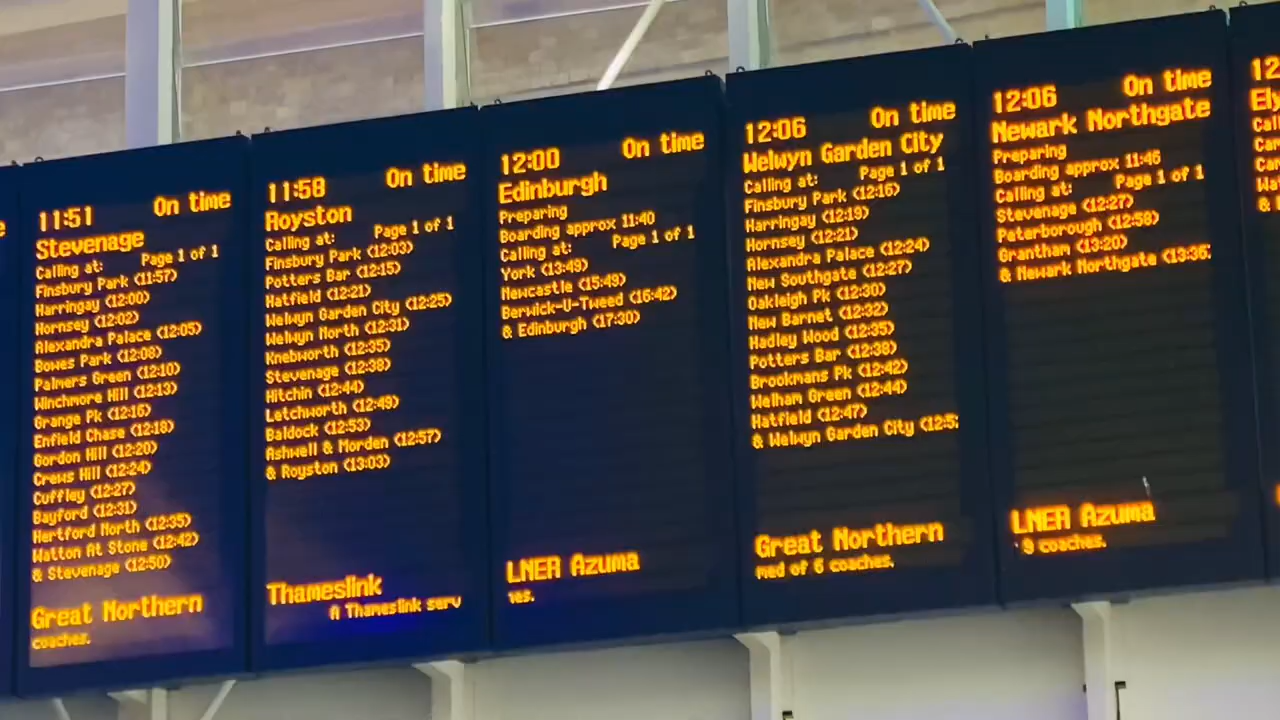 11:51 On time
Stevenage
Calling at: Page 1 of 1
Finsbury Park (11:57)
Harringay (12:00)
Hornsey (12:02)
Alexandra Palace (12:05)
Bowes Park (12:08)
Palmers Green (12:10)
Winchmore Hill (12:13)
Grange Pk (12:16)
Enfield Chase (12:18)
Gordon Hill (12:20)
Crews Hill (12:24)
Cuffley (12:27)
Bayford (12:31)
Hertford North (12:35)
Watton At Stone (12:42)
& Stevenage (12:50)
Great Northern
coaches.
11:58 On time
Royston
Calling at: Page 1 of 1
Finsbury Park (12:03)
Potters Bar (12:15)
Hatfield (12:21)
Welwyn Garden City (12:25)
Welwyn North (12:31)
Knebworth (12:35)
Stevenage (12:38)
Hitchin (12:44)
Letchworth (12:49)
Baldock (12:53)
Ashwell & Morden (12:57)
& Royston (13:03)
Thameslink
A Thameslink serv
12:00 On time
Edinburgh
Preparing
Boarding approx 11:40
Calling at: Page 1 of 1
York (13:49)
Newcastle (15:49)
Berwick-U-Tweed (16:42)
& Edinburgh (17:30)
LNER Azuma
12:06 On time
Welwyn Garden City
Calling at: Page 1 of 1
Finsbury Park (12:16)
Harringay (12:19)
Hornsey (12:21)
Alexandra Palace (12:24)
New Southgate (12:27)
Oakleigh Pk (12:30)
New Barnet (12:32)
Hadley Wood (12:35)
Potters Bar (12:38)
Brookmans Pk (12:42)
Welham Green (12:44)
Hatfield (12:47)
& Welwyn Garden City (12:5
Great Northern
med of 6 coaches.
12:06 On time
Newark Northgate
Preparing
Boarding approx 11:46
Calling at: Page 1 of 1
Stevenage (12:27)
Peterborough (12:58)
Granthan (13:20)
& Newark Northgate (13:36
LNER Azuma
9 coaches.
12
Ely